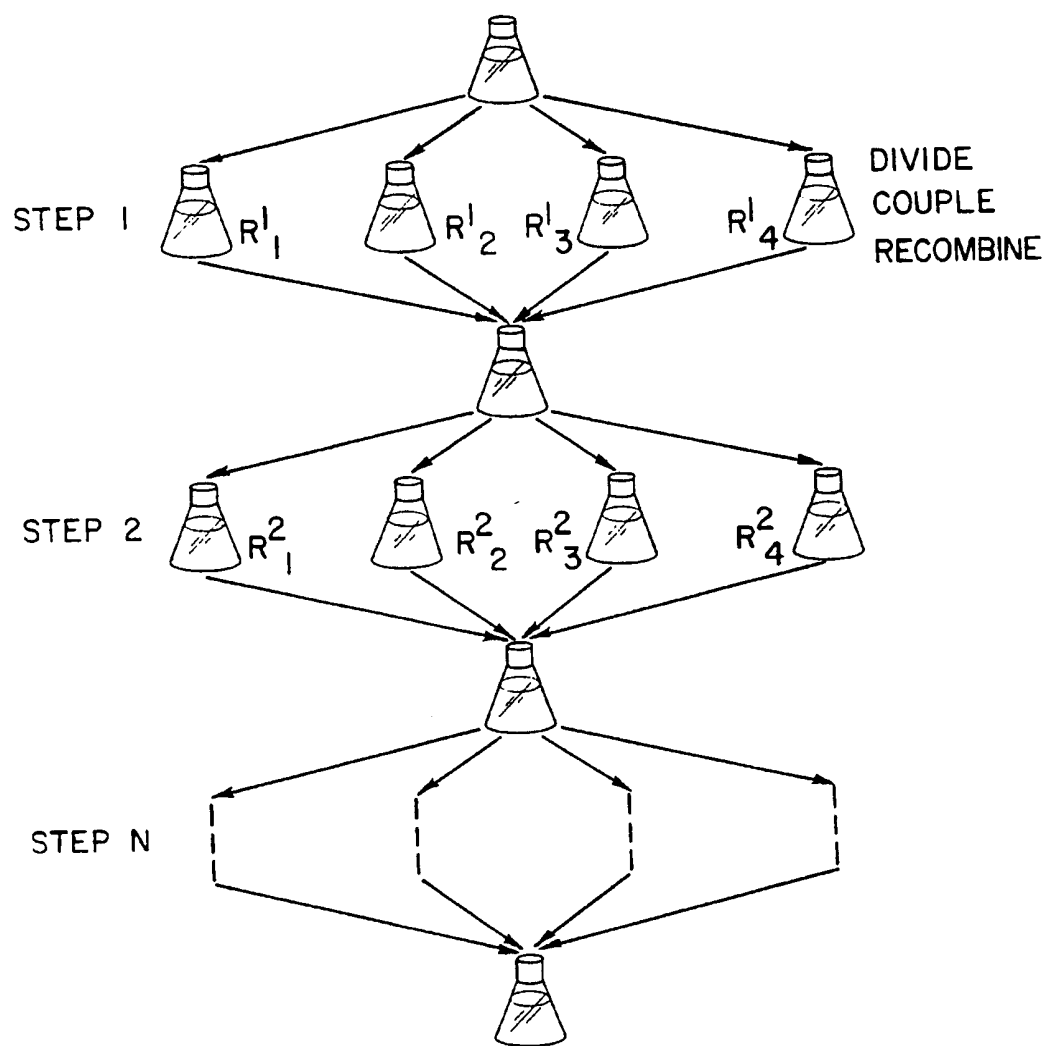 DIVIDE
COUPLE
RECOMBINE
STEP 1 R¹₁ R¹₂ R¹₃ R¹₄
STEP 2 R²₁ R²₂ R²₃ R²₄
STEP N